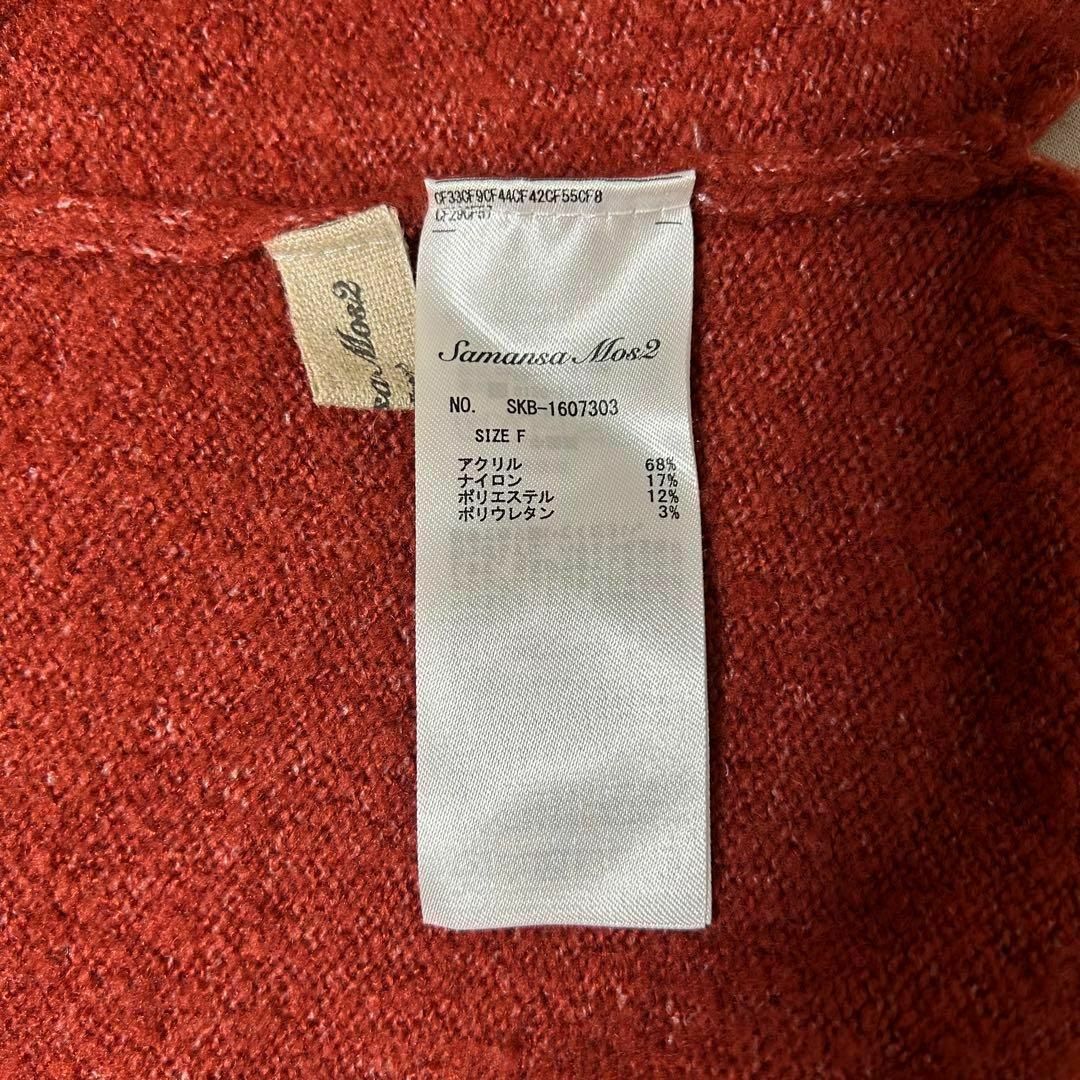 CF33CF9CF44CF42CF55CF8
CF29CF57
Mos2
Samansa Mos2
NO. SKB-1607303
SIZE F
アクリル 68%
ナイロン 17%
ポリエステル 12%
ポリウレタン 3%